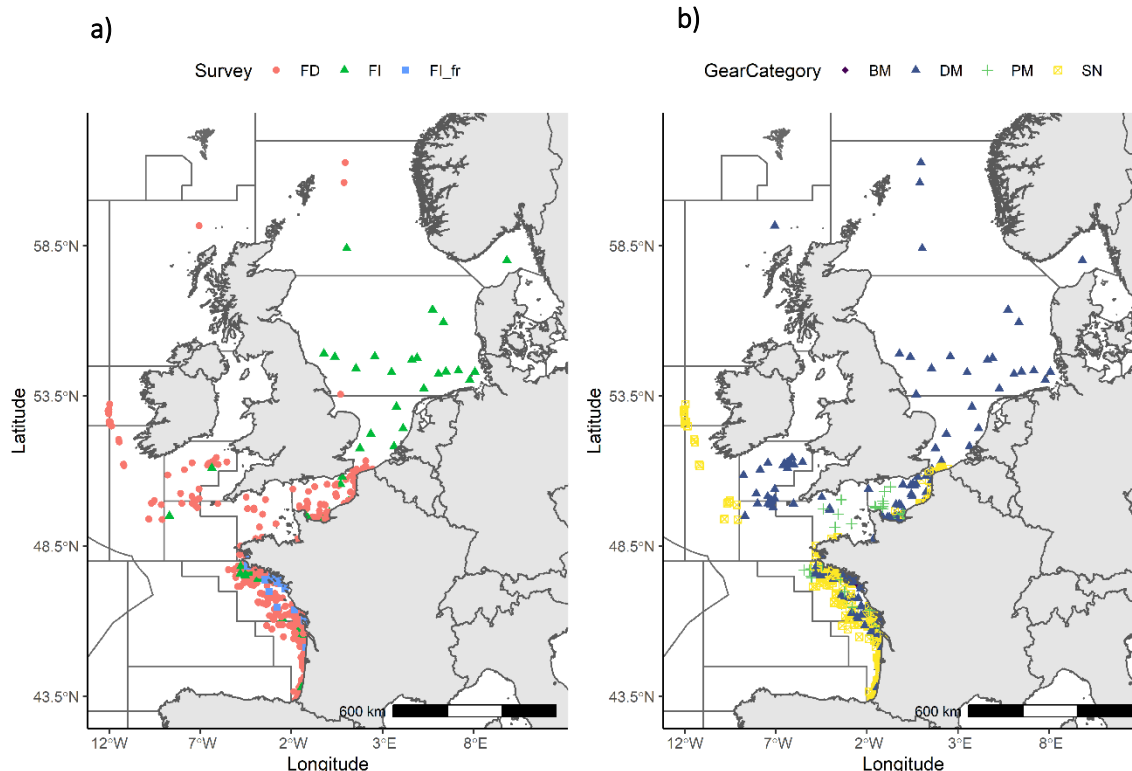 a)
Survey FD FI FI_fr
58.5°N
53.5°N
48.5°N
43.5°N
Latitude
600 km
12°W 7°W 2°W 3°E 8°E
Longitude
b)
GearCategory BM DM PM SN
58.5°N
53.5°N
48.5°N
43.5°N
Latitude
600 km
12°W 7°W 2°W 3°E 8°E
Longitude